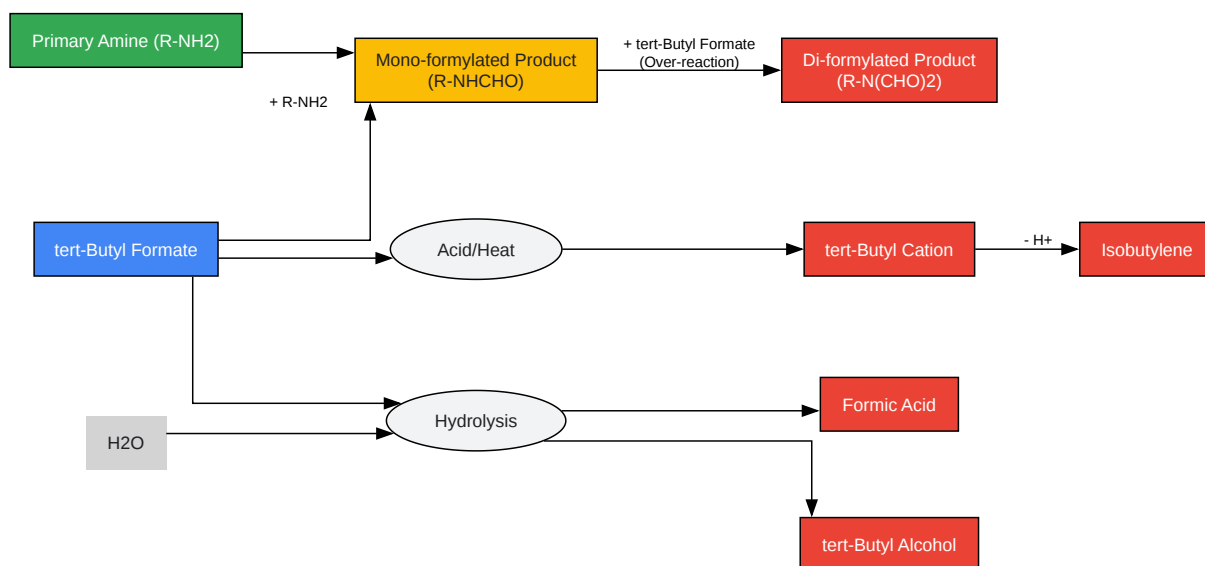 Primary Amine (R-NH2)
Mono-formylated Product
(R-NHCHO)
+ tert-Butyl Formate
(Over-reaction)
Di-formylated Product
(R-N(CHO)2)
+ R-NH2
tert-Butyl Formate
Acid/Heat
tert-Butyl Cation
- H+
Isobutylene
Formic Acid
Hydrolysis
H2O
tert-Butyl Alcohol